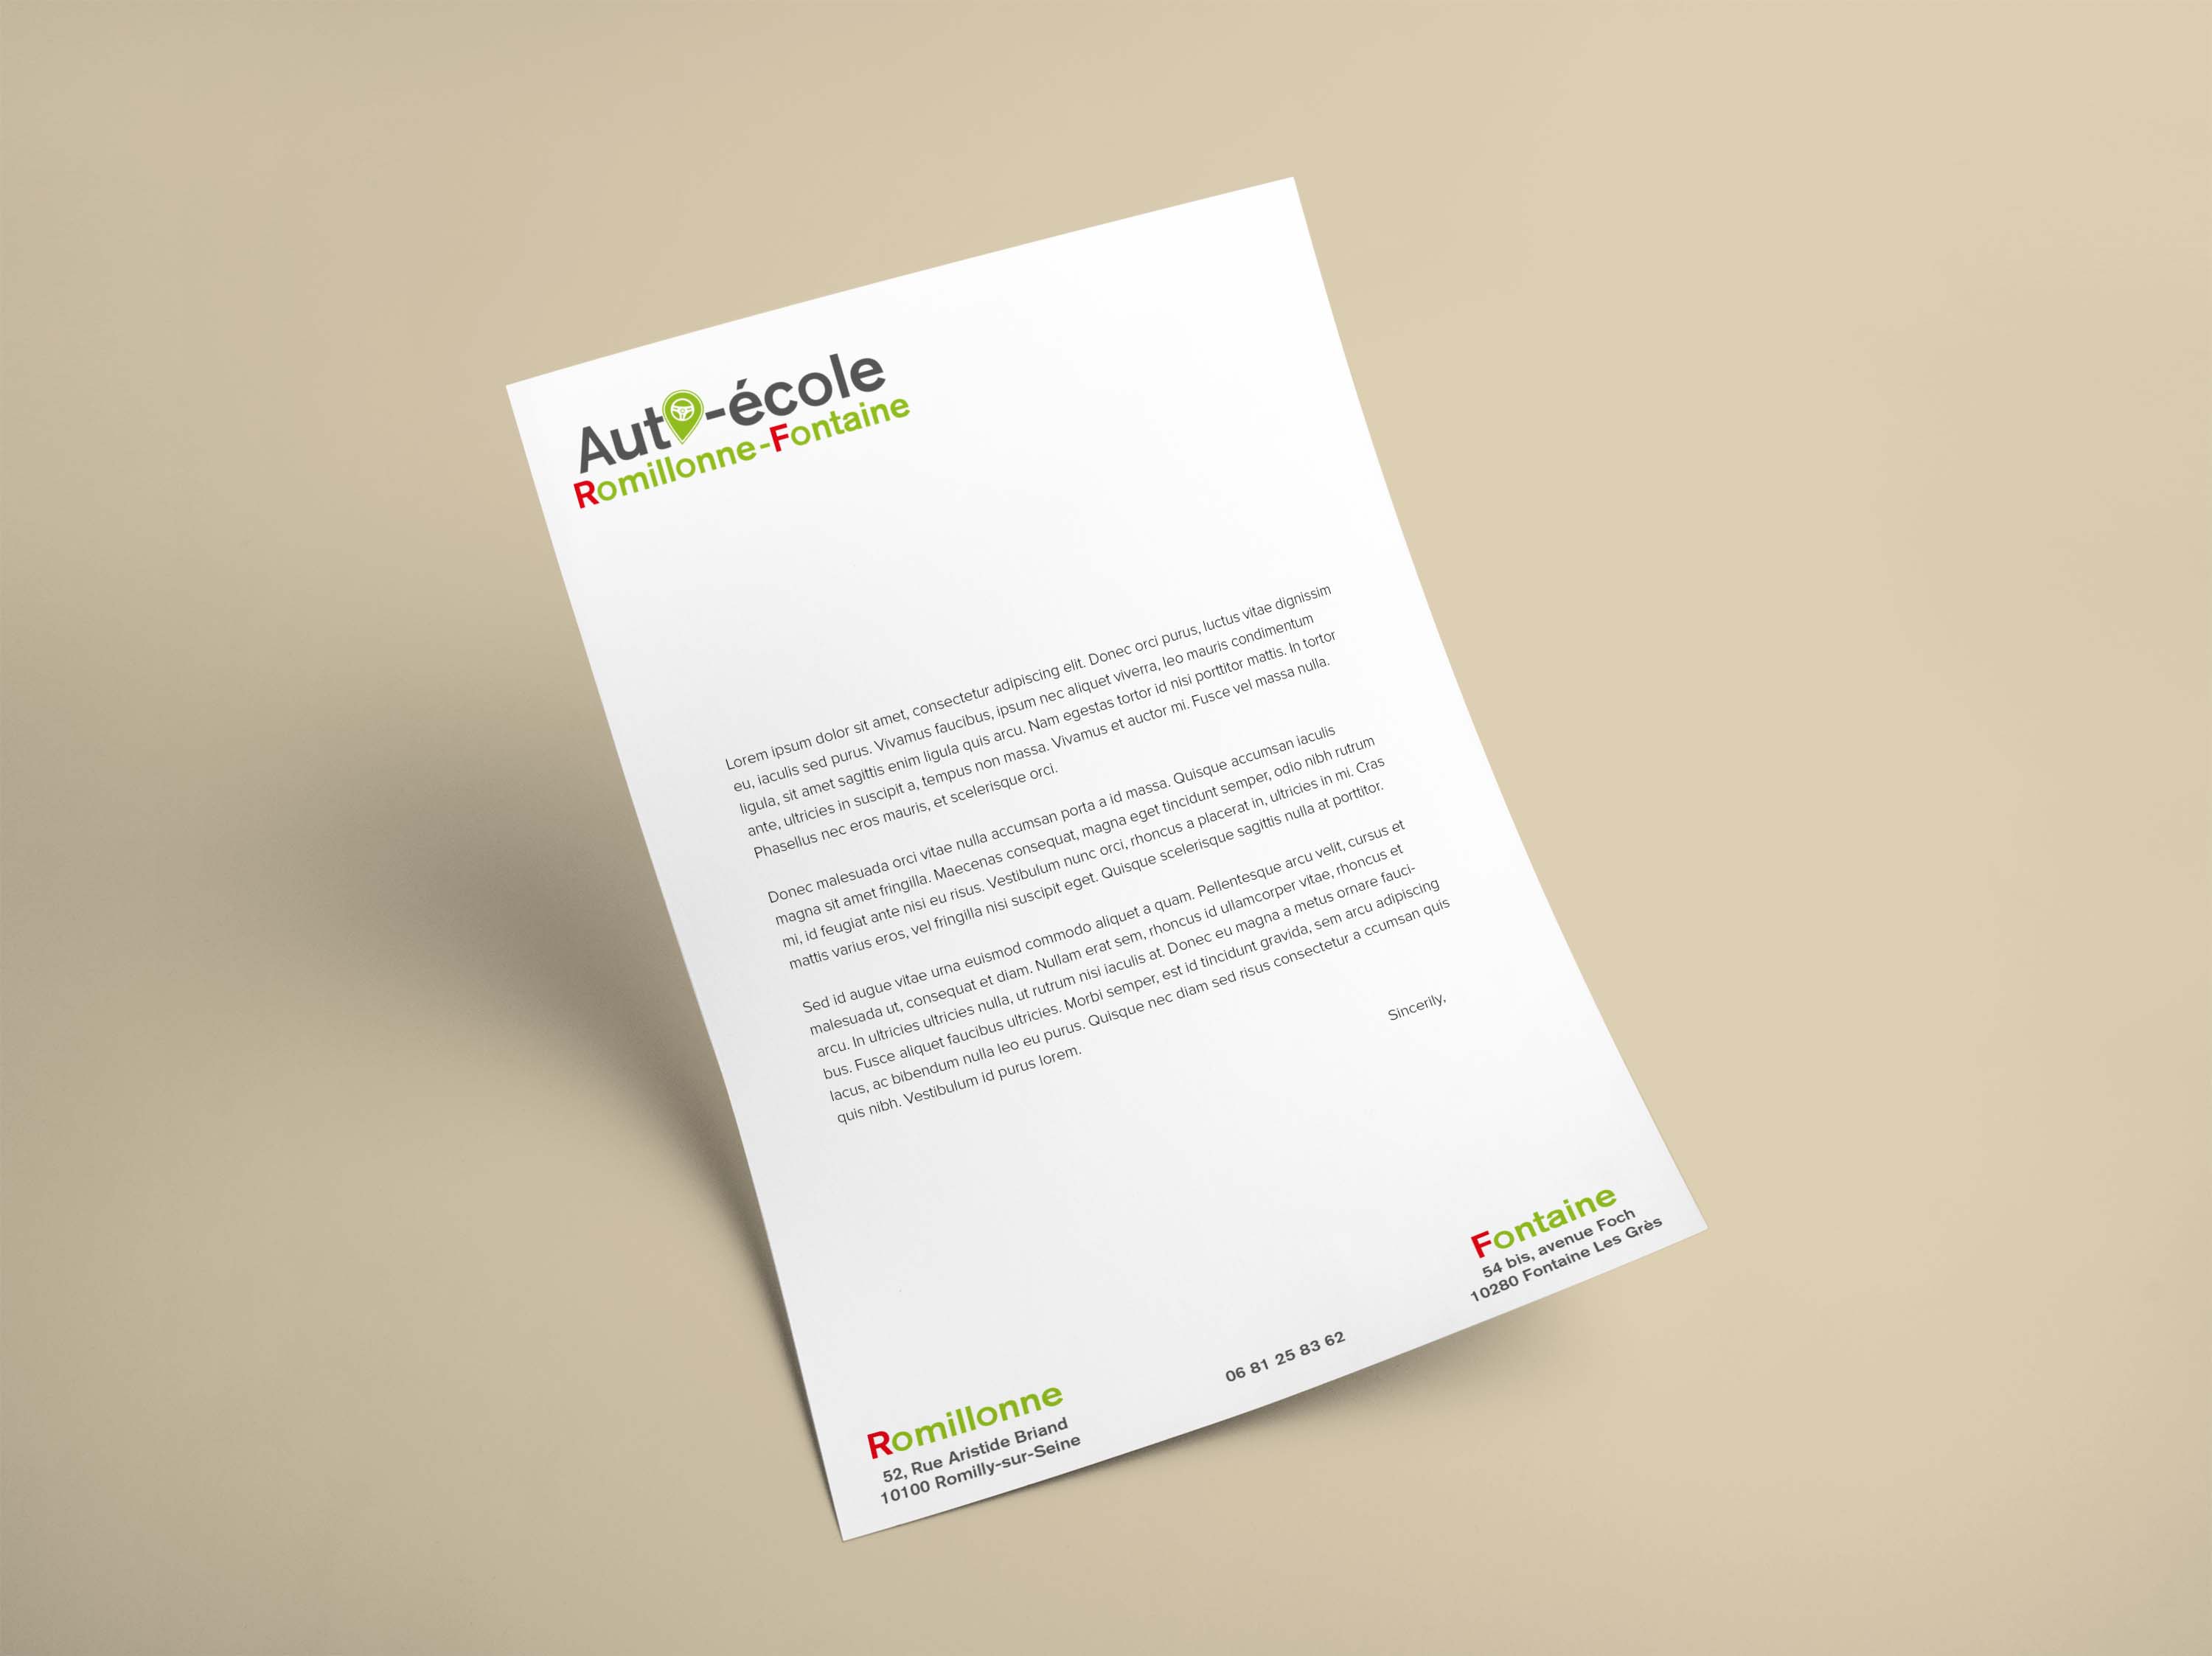 Auto-école
Romillonne-Fontaine
Lorem ipsum dolor sit amet, consectetur adipiscing elit. Donec orci purus, luctus vitae dignissim
eu, iaculis sed purus. Vivamus faucibus, ipsum nec aliquet viverra, leo mauris condimentum
ligula, sit amet sagittis enim ligula quis arcu. Nam egestas tortor id nisi porttitor mattis. In tortor
ante, ultricies in suscipit a, tempus non massa. Vivamus et auctor mi. Fusce vel massa nulla.
Phasellus nec eros mauris, et scelerisque orci.
Donec malesuada orci vitae nulla accumsan porta a id massa. Quisque accumsan iaculis
magna sit amet fringilla. Maecenas consequat, magna eget tincidunt semper, odio nibh rutrum
mi, id feugiat ante nisi eu risus. Vestibulum nunc orci, rhoncus a placerat in, ultricies in mi. Cras
mattis varius eros, vel fringilla nisi suscipit eget. Quisque scelerisque sagittis nulla at porttitor.
Sed id augue vitae urna euismod commodo aliquet a quam. Pellentesque arcu velit, cursus et
malesuada ut, consequat et diam. Nullam erat sem, rhoncus id ullamcorper vitae, rhoncus et
arcu. In ultricies ultricies nulla, ut rutrum nisi iaculis at. Donec eu magna a metus ornare fauci-
bus. Fusce aliquet faucibus ultricies. Morbi semper, est id tincidunt gravida, sem arcu adipiscing
lacus, ac bibendum nulla leo eu purus. Quisque nec diam sed risus consectetur a ccumsan quis
quis nibh. Vestibulum id purus lorem.
Sincerily,
Romillonne
52, Rue Aristide Briand
10100 Romilly-sur-Seine
06 81 25 83 62
Fontaine
54 bis, avenue Foch
10280 Fontaine Les Grès